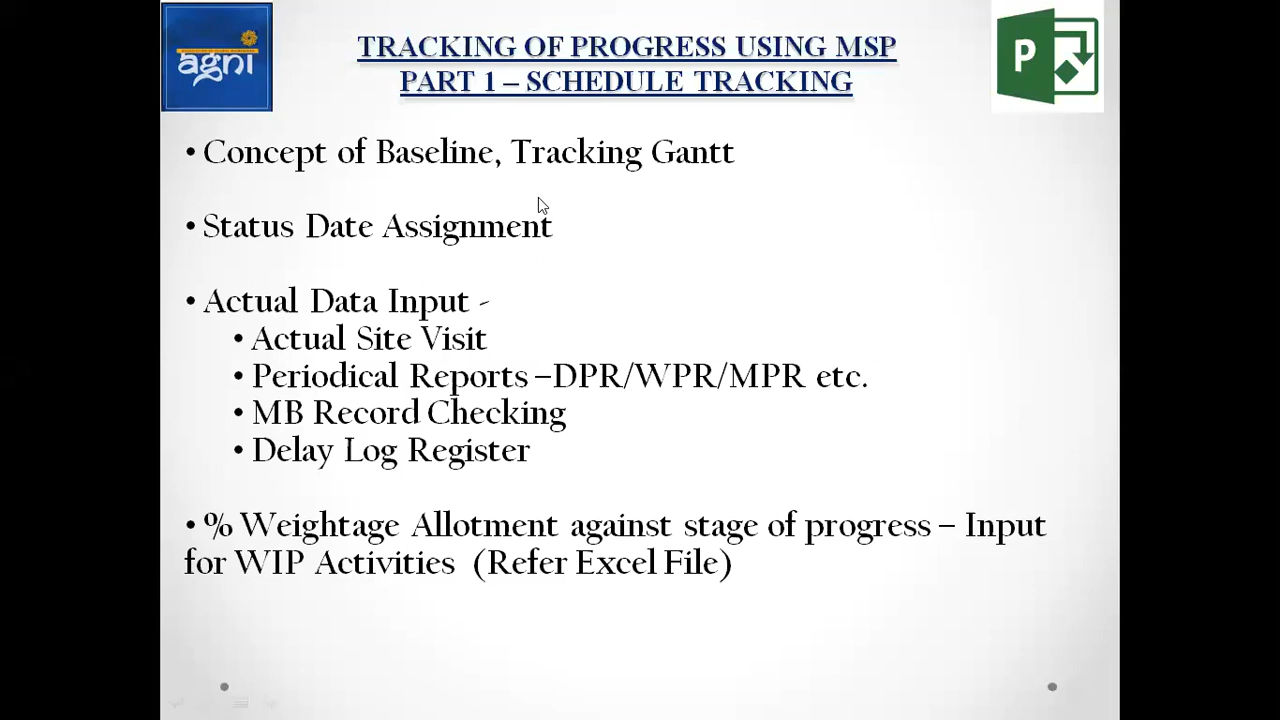 agni
TRACKING OF PROGRESS USING MSP
PART 1 – SCHEDULE TRACKING
P
• Concept of Baseline, Tracking Gantt
• Status Date Assignment
• Actual Data Input -
• Actual Site Visit
• Periodical Reports –DPR/WPR/MPR etc.
• MB Record Checking
• Delay Log Register
• % Weightage Allotment against stage of progress – Input
for WIP Activities (Refer Excel File)